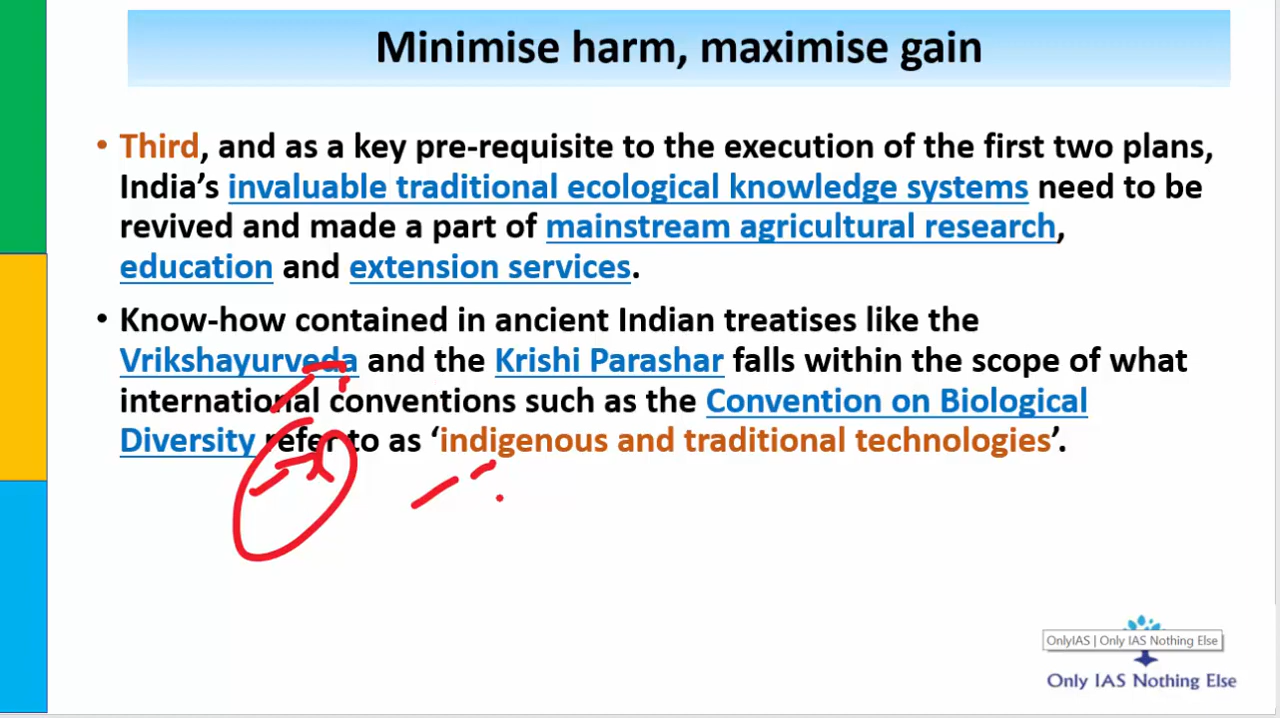 Minimise harm, maximise gain
• Third, and as a key pre-requisite to the execution of the first two plans,
India’s invaluable traditional ecological knowledge systems need to be
revived and made a part of mainstream agricultural research,
education and extension services.
• Know-how contained in ancient Indian treatises like the
Vrikshayurveda and the Krishi Parashar falls within the scope of what
international conventions such as the Convention on Biological
Diversity refer to as ‘indigenous and traditional technologies’.
OnlyIAS | Only IAS Nothing Else
Only IAS Nothing Else